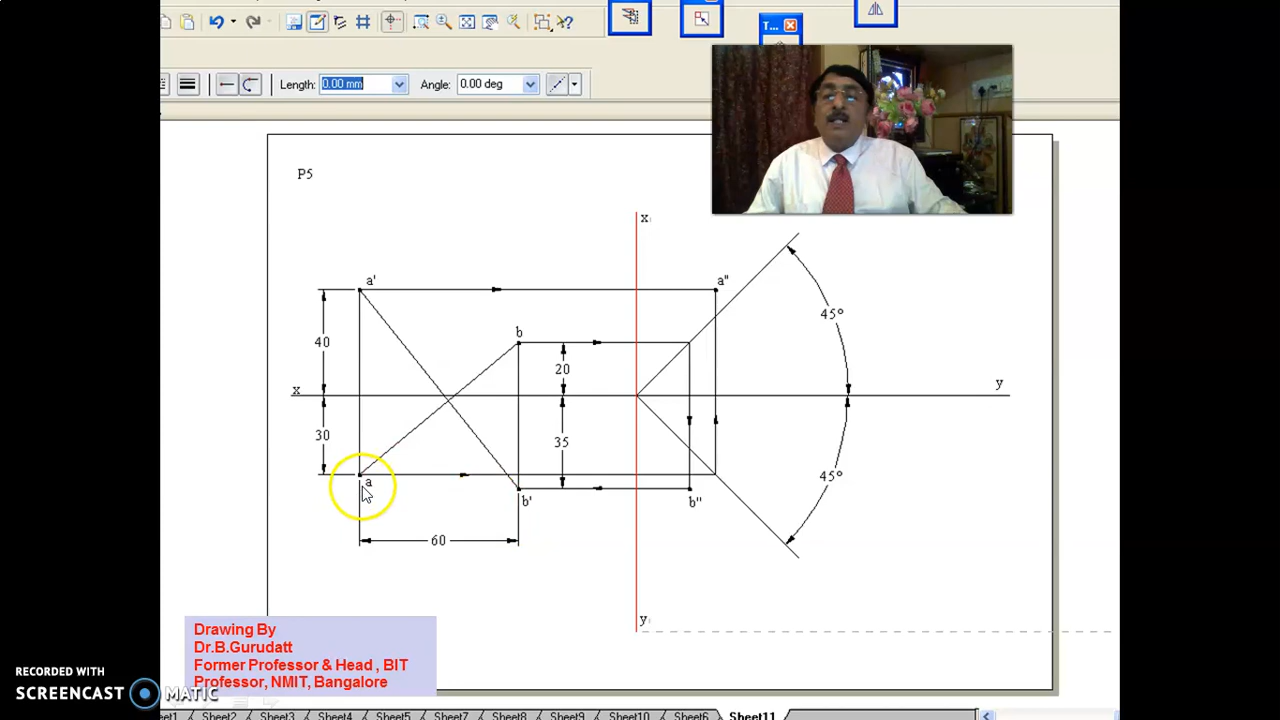 Length: 0.00 mm Angle: 0.00 deg
T...
P5
x
a' a"
45°
b
40
20
x y
30
35
45°
a
b' b"
60
y
Drawing By
Dr.B.Gurudatt
Former Professor & Head , BIT
Professor, NMIT, Bangalore
RECORDED WITH
SCREENCAST MATIC
Sheet2 Sheet3 Sheet4 Sheet5 Sheet7 Sheet8 Sheet9 Sheet10 Sheet6 Sheet11